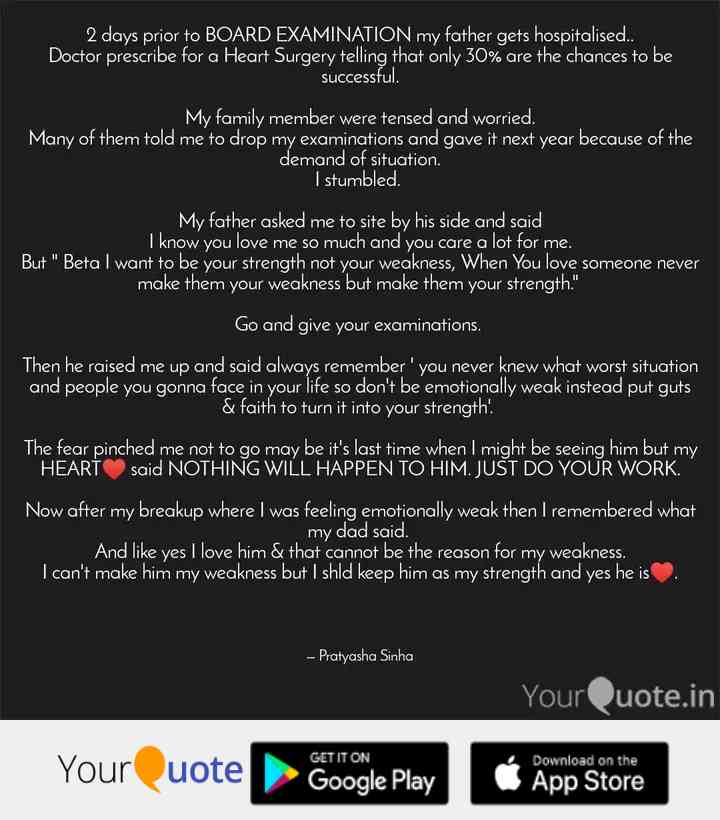 2 days prior to BOARD EXAMINATION my father gets hospitalised..
Doctor prescribe for a Heart Surgery telling that only 30% are the chances to be
successful.
My family member were tensed and worried.
Many of them told me to drop my examinations and gave it next year because of the
demand of situation.
I stumbled.
My father asked me to site by his side and said
I know you love me so much and you care a lot for me.
But " Beta I want to be your strength not your weakness, When You love someone never
make them your weakness but make them your strength."
Go and give your examinations.
Then he raised me up and said always remember ' you never knew what worst situation
and people you gonna face in your life so don't be emotionally weak instead put guts
& faith to turn it into your strength'.
The fear pinched me not to go may be it's last time when I might be seeing him but my
HEART❤️ said NOTHING WILL HAPPEN TO HIM. JUST DO YOUR WORK.
Now after my breakup where I was feeling emotionally weak then I remembered what
my dad said.
And like yes I love him & that cannot be the reason for my weakness.
I can't make him my weakness but I shld keep him as my strength and yes he is❤️.
– Pratyasha Sinha
YourQuote.in
YourQuote
GET IT ON
Google Play
Download on the
App Store